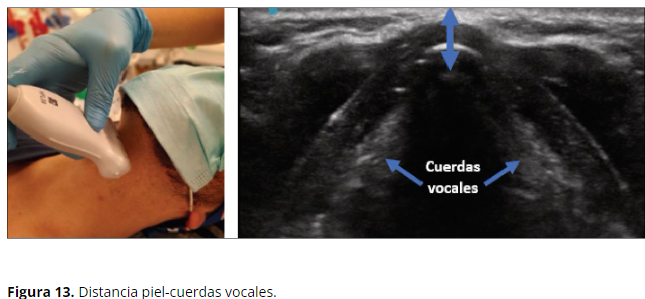 Cuerdas
vocales
Figura 13. Distancia piel-cuerdas vocales.